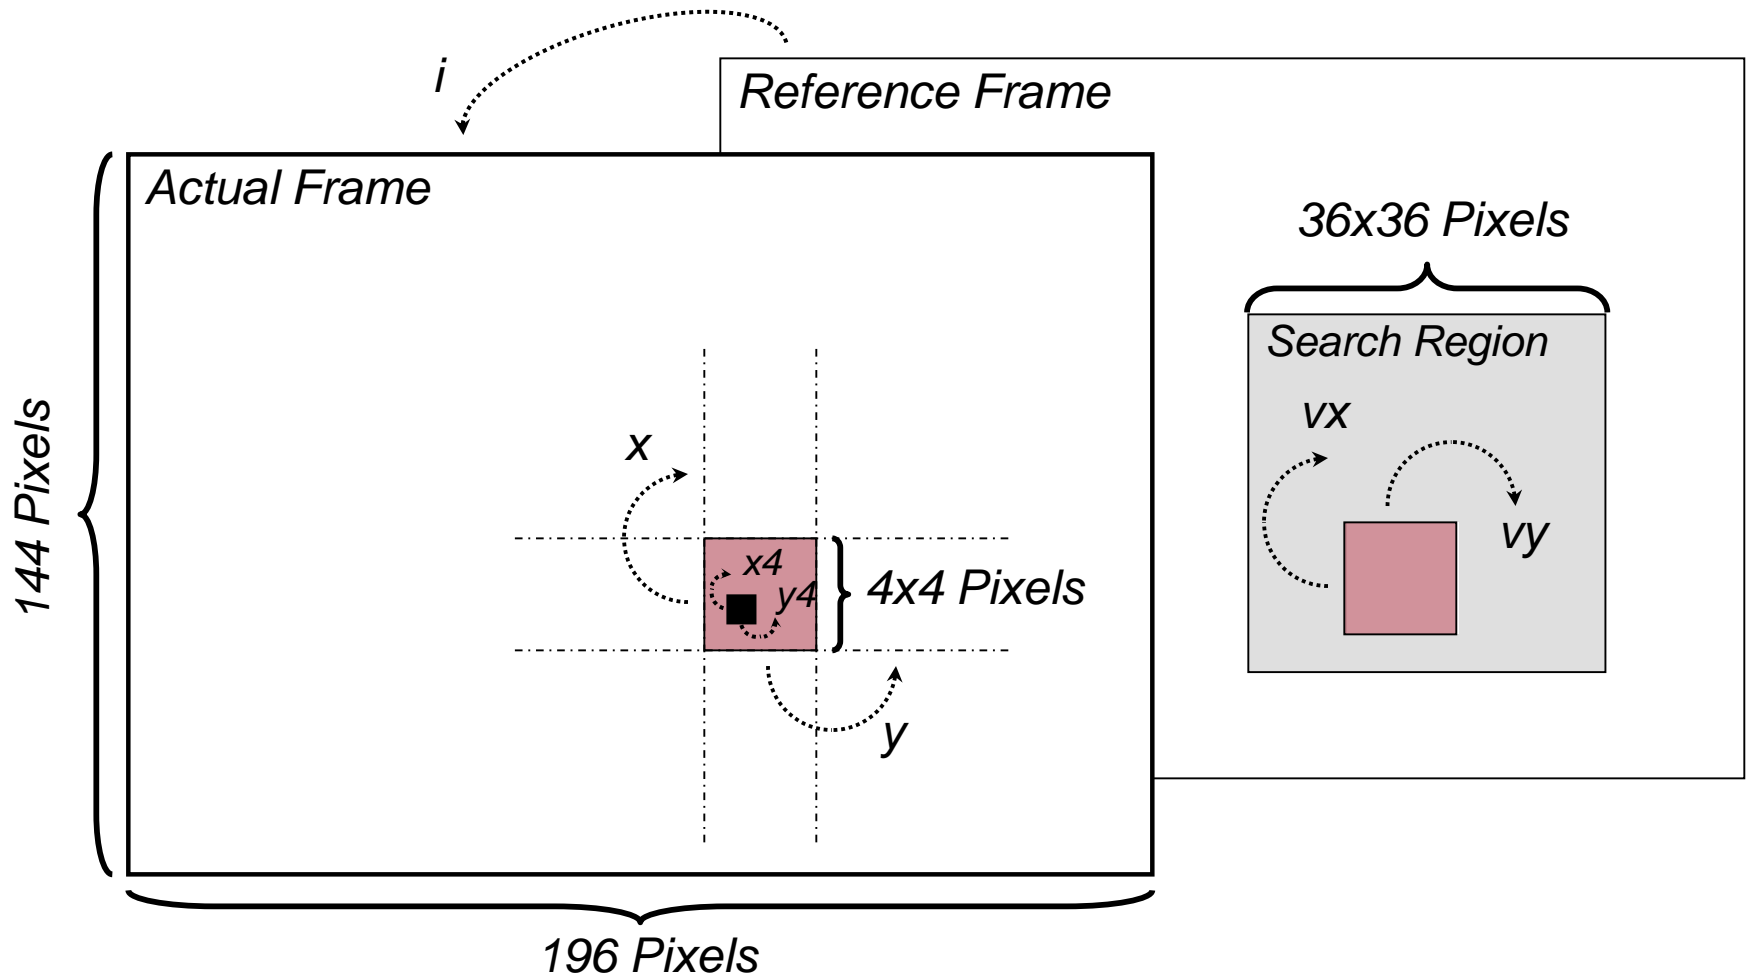 i
Reference Frame
Actual Frame
36x36 Pixels
Search Region
vx
x
vy
x4
4x4 Pixels
y4
144 Pixels
y
196 Pixels